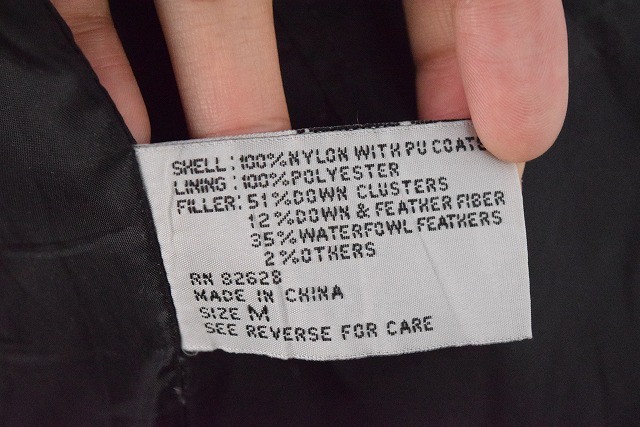 SHELL: 100% NYLON WITH PU COATE
LINING: 100% POLYESTER
FILLER: 51% DOWN CLUSTERS
12% DOWN & FEATHER FIBER
35% WATERFOWL FEATHERS
2% OTHERS
RN 82628
MADE IN CHINA
SIZE M
SEE REVERSE FOR CARE